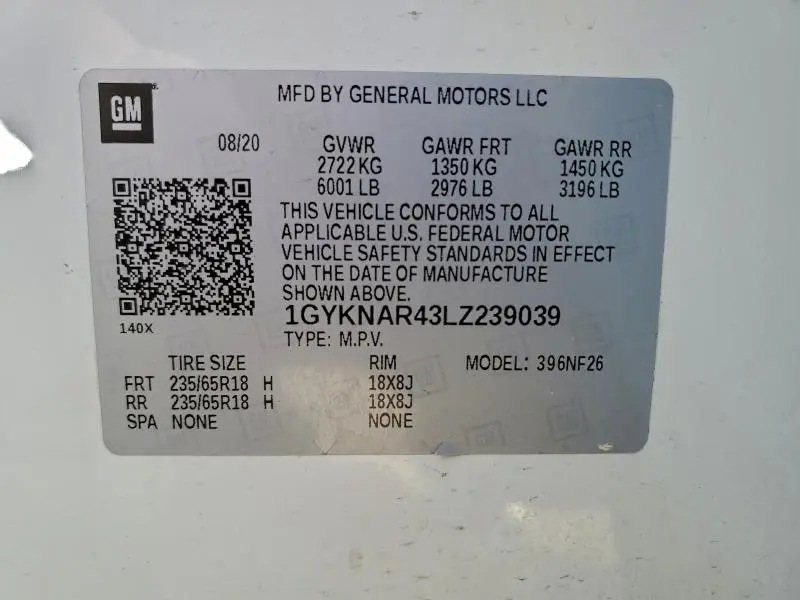 GM
MFD BY GENERAL MOTORS LLC
08/20 GVWR GAWR FRT GAWR RR
2722 KG 1350 KG 1450 KG
6001 LB 2976 LB 3196 LB
THIS VEHICLE CONFORMS TO ALL
APPLICABLE U.S. FEDERAL MOTOR
VEHICLE SAFETY STANDARDS IN EFFECT
ON THE DATE OF MANUFACTURE
SHOWN ABOVE.
1GYKNAR43LZ239039
140X
TYPE: M.P.V.
TIRE SIZE RIM MODEL: 396NF26
FRT 235/65R18 H 18X8J
RR 235/65R18 H 18X8J
SPA NONE NONE